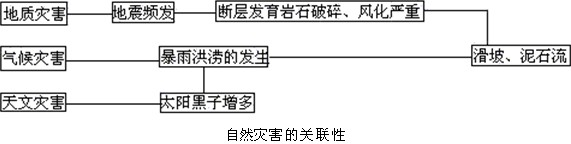 地质灾害 地震频发 断层发育岩石破碎、风化严重
气候灾害 暴雨洪涝的发生 滑坡、泥石流
天文灾害 太阳黑子增多
自然灾害的关联性